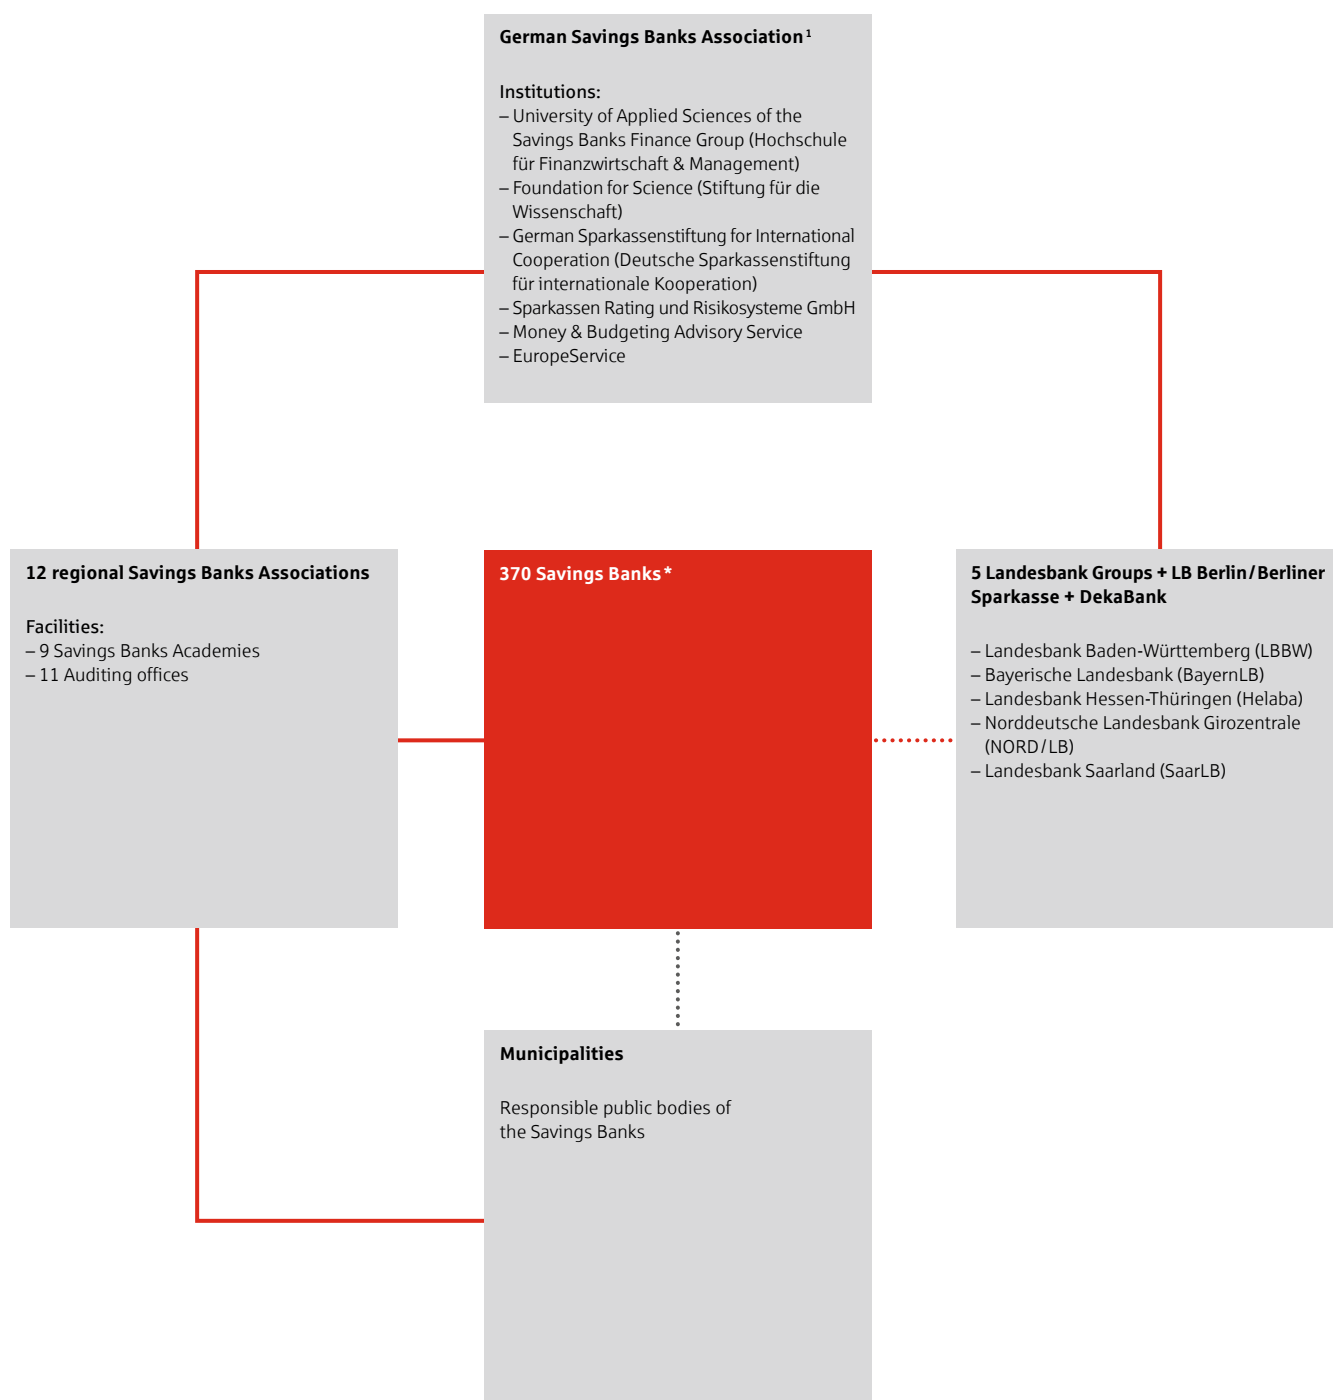 German Savings Banks Association¹
Institutions:
– University of Applied Sciences of the
Savings Banks Finance Group (Hochschule
für Finanzwirtschaft & Management)
– Foundation for Science (Stiftung für die
Wissenschaft)
– German Sparkassenstiftung for International
Cooperation (Deutsche Sparkassenstiftung
für internationale Kooperation)
– Sparkassen Rating und Risikosysteme GmbH
– Money & Budgeting Advisory Service
– EuropeService
12 regional Savings Banks Associations
Facilities:
– 9 Savings Banks Academies
– 11 Auditing offices
370 Savings Banks*
5 Landesbank Groups + LB Berlin/Berliner
Sparkasse + DekaBank
– Landesbank Baden-Württemberg (LBBW)
– Bayerische Landesbank (BayernLB)
– Landesbank Hessen-Thüringen (Helaba)
– Norddeutsche Landesbank Girozentrale
(NORD/LB)
– Landesbank Saarland (SaarLB)
Municipalities
Responsible public bodies of
the Savings Banks